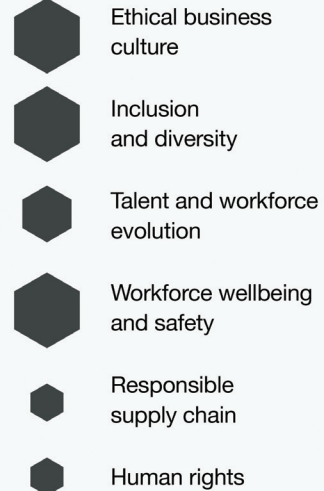 Ethical business
culture
Inclusion
and diversity
Talent and workforce
evolution
Workforce wellbeing
and safety
Responsible
supply chain
Human rights